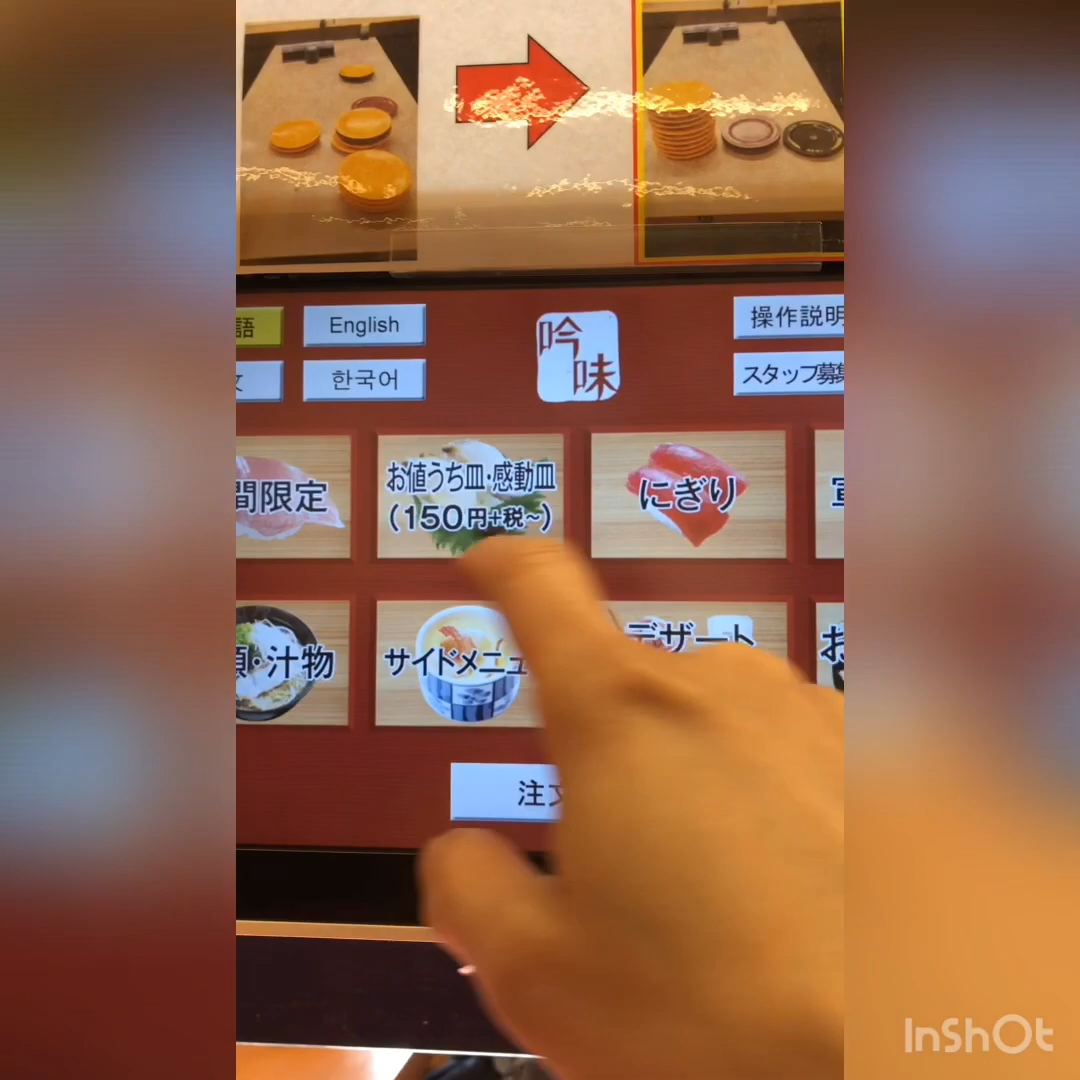 語
English
操作説明
한국어
スタッフ募集
吟味
間限定
お値うち皿・感動皿
(150円+税~)
にぎり
・汁物
サイドメニュ
デザート
お
注文
InShOt